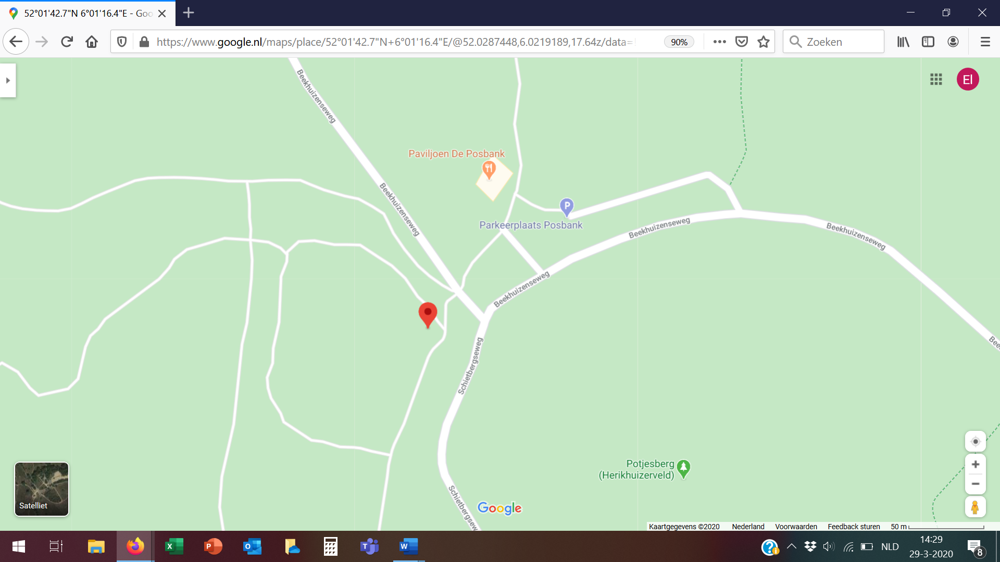 52°01'42.7"N 6°01'16.4"E - Goo
https://www.google.nl/maps/place/52°01'42.7"N+6°01'16.4"E/@52.0287448,6.0219189,17.64z/data=
90%
Zoeken
El
Beekhuizenseweg
Paviljoen De Posbank
Beekhuizenseweg
P
Parkeerplaats Posbank
Beekhuizenseweg
Beekhuizenseweg
Beekhuizenseweg
Bee
Schietbergseweg
Potjesberg
(Herikhuizerveld)
Schietbergsew
Satelliet
Google
Kaartgegevens ©2020 Nederland Voorwaarden Feedback sturen 50 m
X P O T W
NLD
14:29
29-3-2020
8